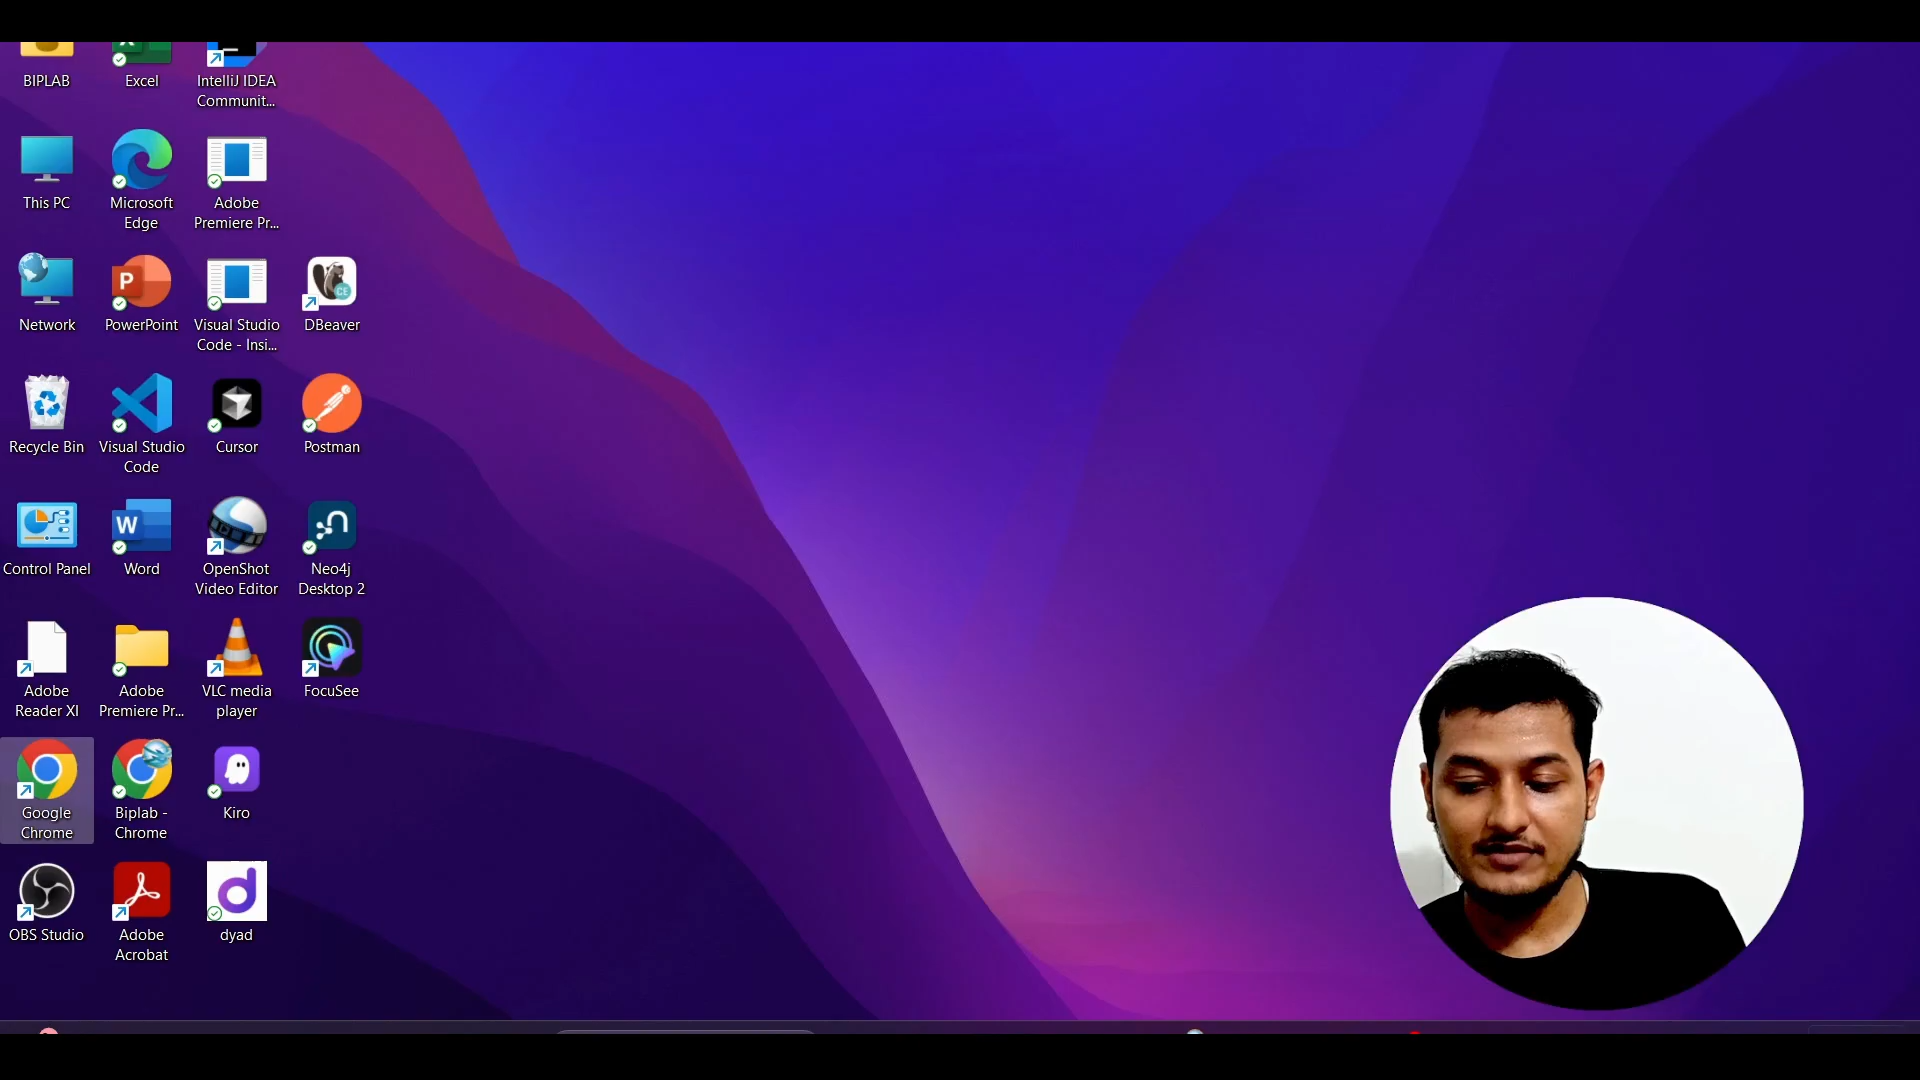 BIPLAB
Excel
IntelliJ IDEA
Communit...
This PC
Microsoft
Edge
Adobe
Premiere Pr...
Network
PowerPoint
Visual Studio
Code - Insi...
DBeaver
CE
Recycle Bin
Visual Studio
Code
Cursor
Postman
Control Panel
Word
OpenShot
Video Editor
Neo4j
Desktop 2
Adobe
Reader XI
Adobe
Premiere Pr...
VLC media
player
FocuSee
Google
Chrome
Biplab -
Chrome
Kiro
OBS Studio
Adobe
Acrobat
dyad